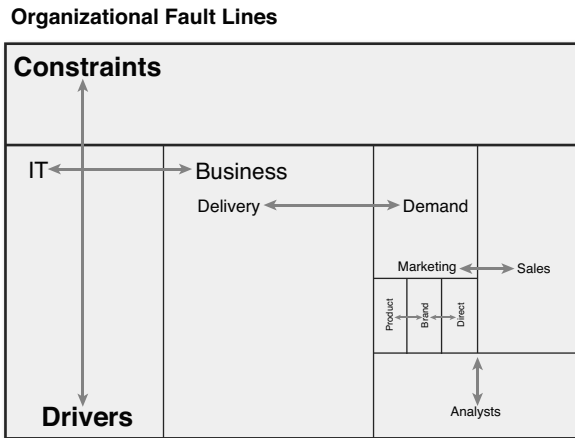 Organizational Fault Lines
Constraints
IT
Business
Delivery
Demand
Marketing
Sales
Product
Brand
Direct
Drivers
Analysts